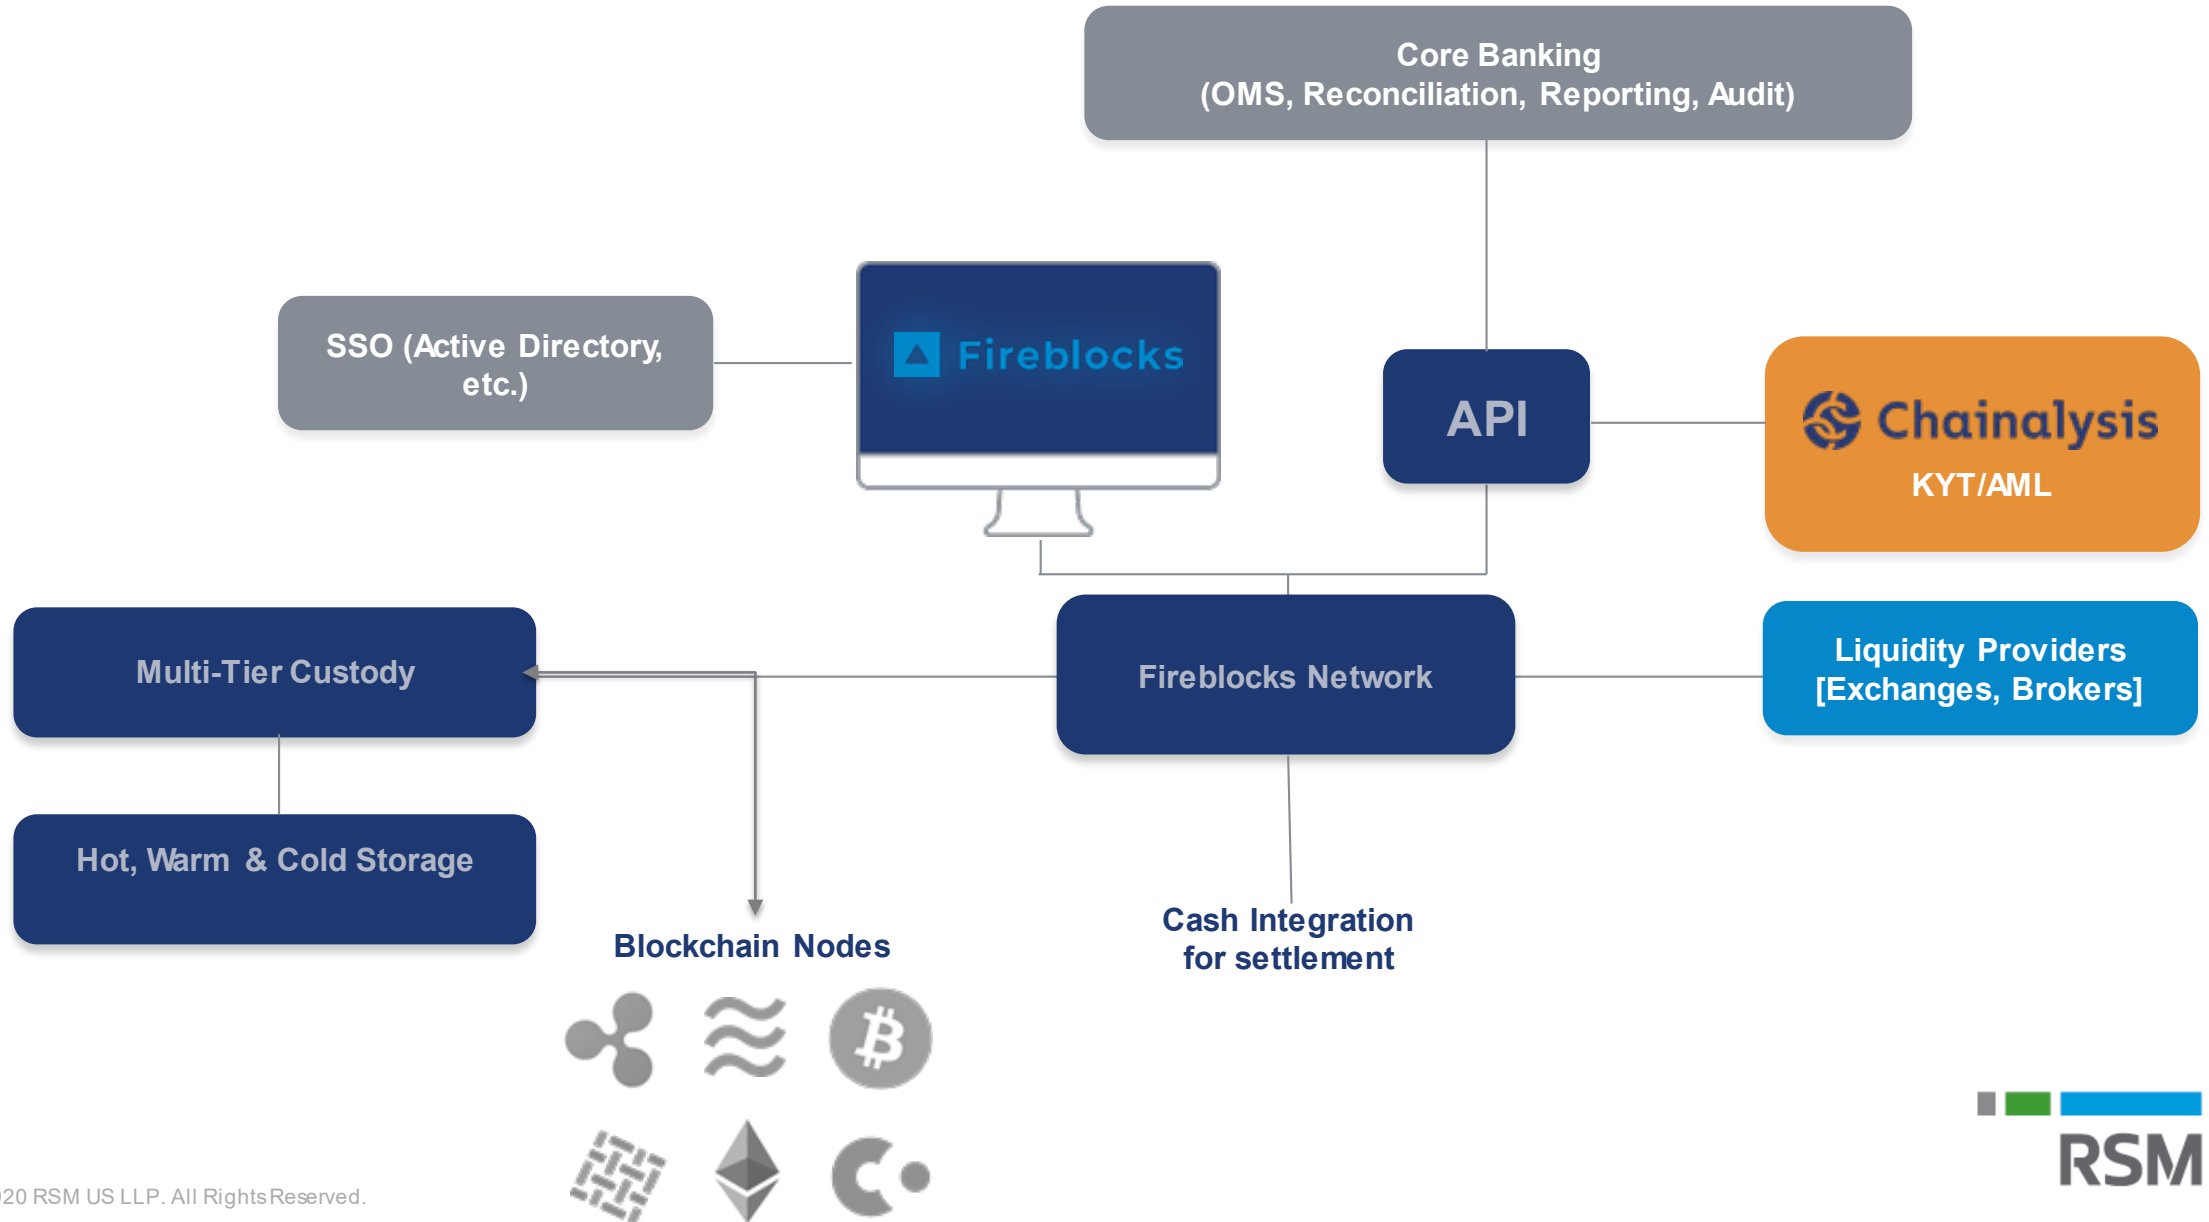 Core Banking
(OMS, Reconciliation, Reporting, Audit)
SSO (Active Directory,
etc.)
Fireblocks
API
Chainalysis
KYT/AML
Multi-Tier Custody
Fireblocks Network
Liquidity Providers
[Exchanges, Brokers]
Hot, Warm & Cold Storage
Blockchain Nodes
Cash Integration
for settlement
RSM
20 RSM US LLP. All Rights Reserved.